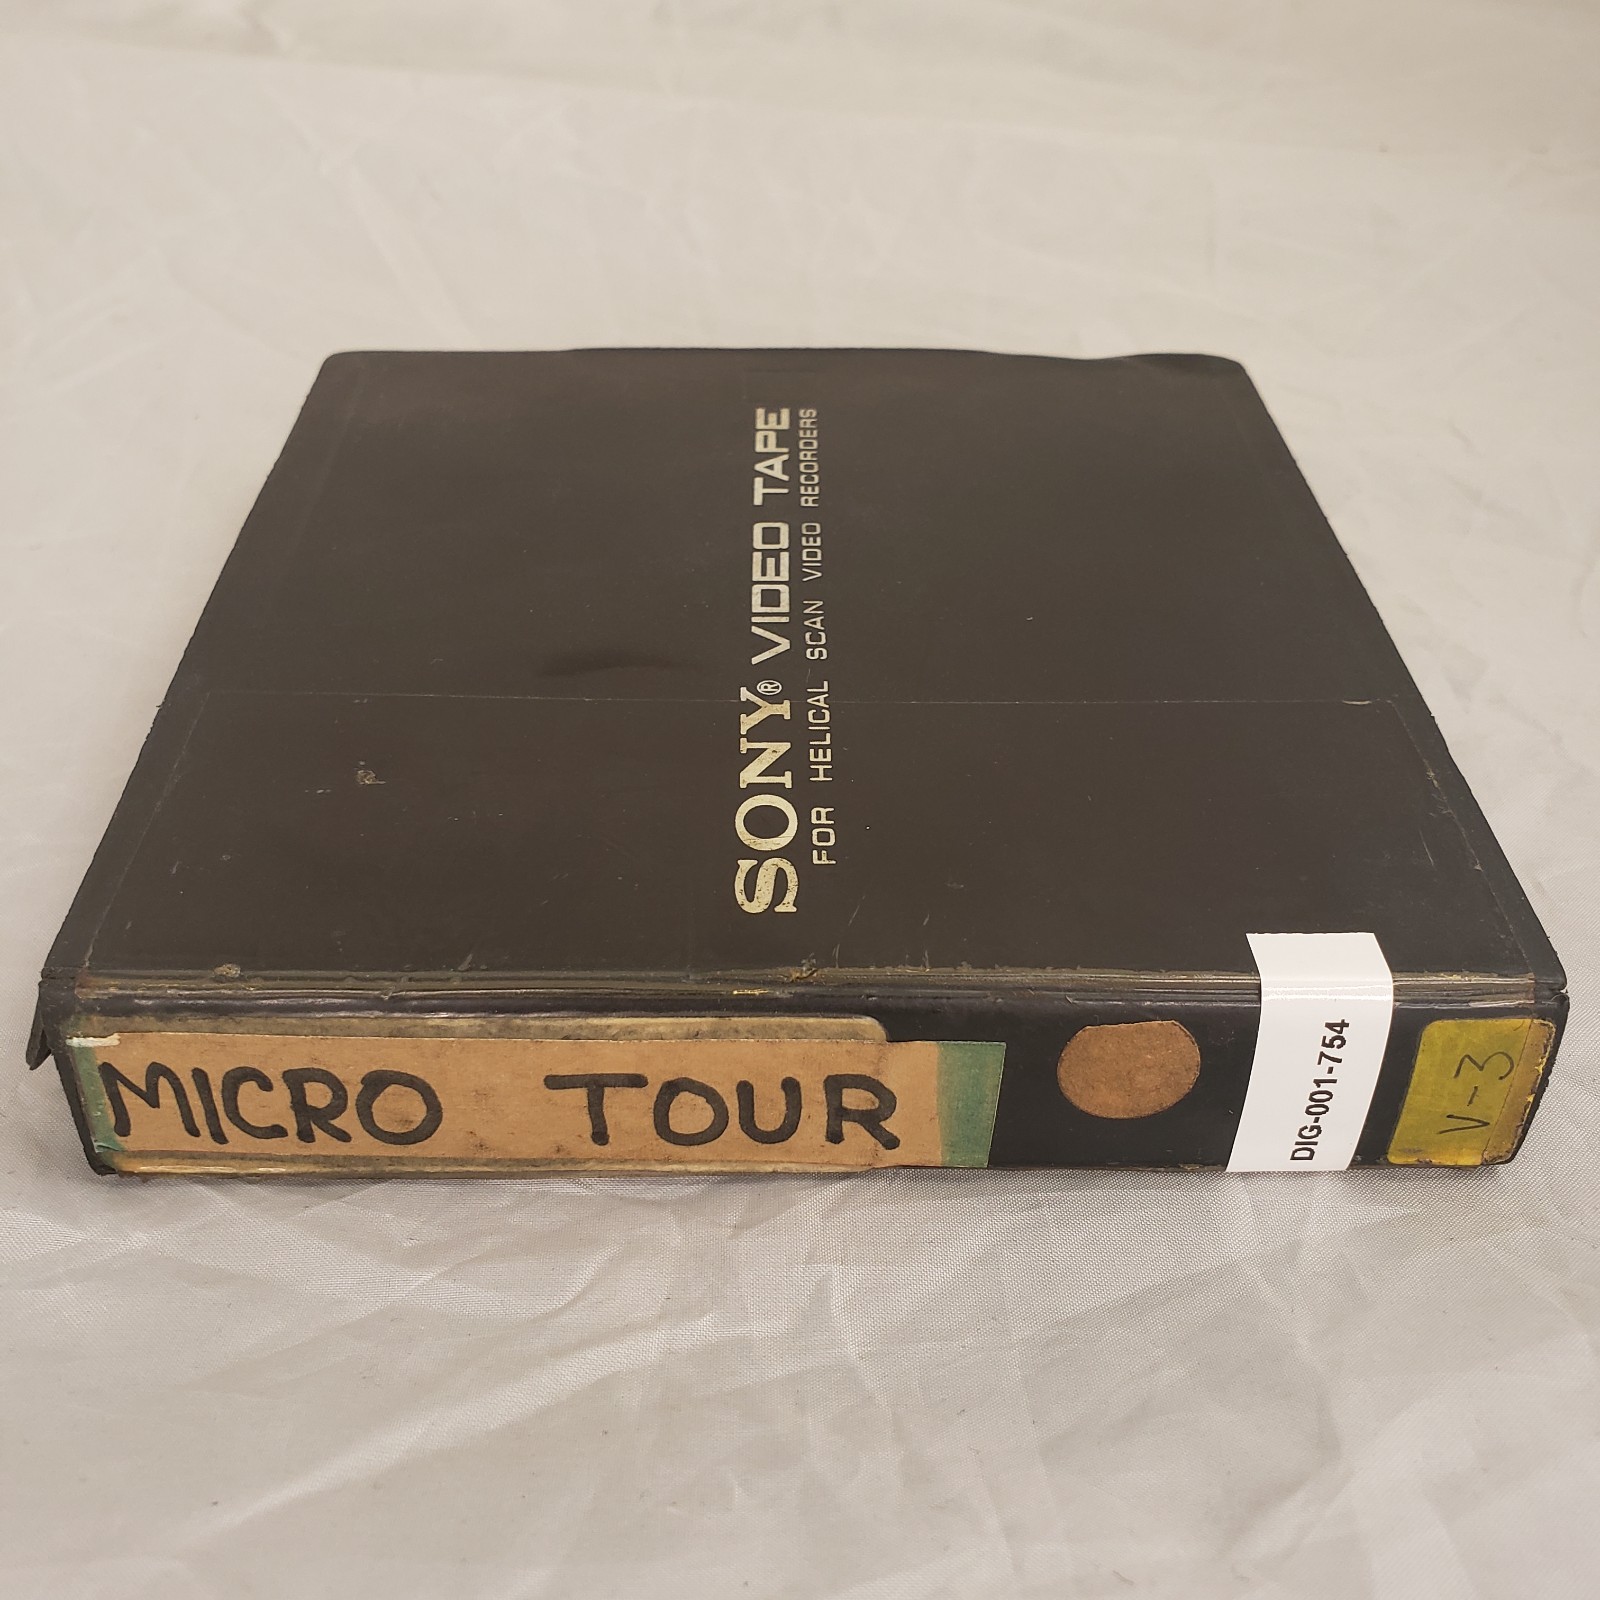 SONY® VIDEO TAPE
FOR HELICAL SCAN VIDEO RECORDERS
MICRO TOUR
DIG-001-754
V-3